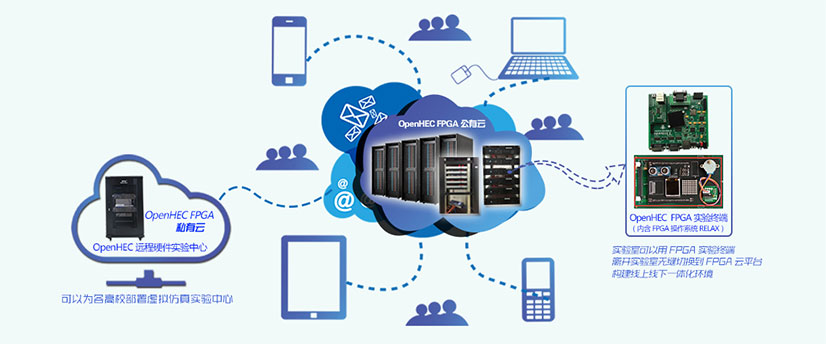 OpenHEC FPGA 公有云
@
@
OpenHEC FPGA
私有云
OpenHEC 远程硬件实验中心
可以为各高校部署虚拟仿真实验中心
OpenHEC FPGA 实验终端
（内含 FPGA 操作系统 RELAX）
实验室可以用 FPGA 实验终端
离开实验室无缝切换到 FPGA 云平台
构建线上线下一体化环境